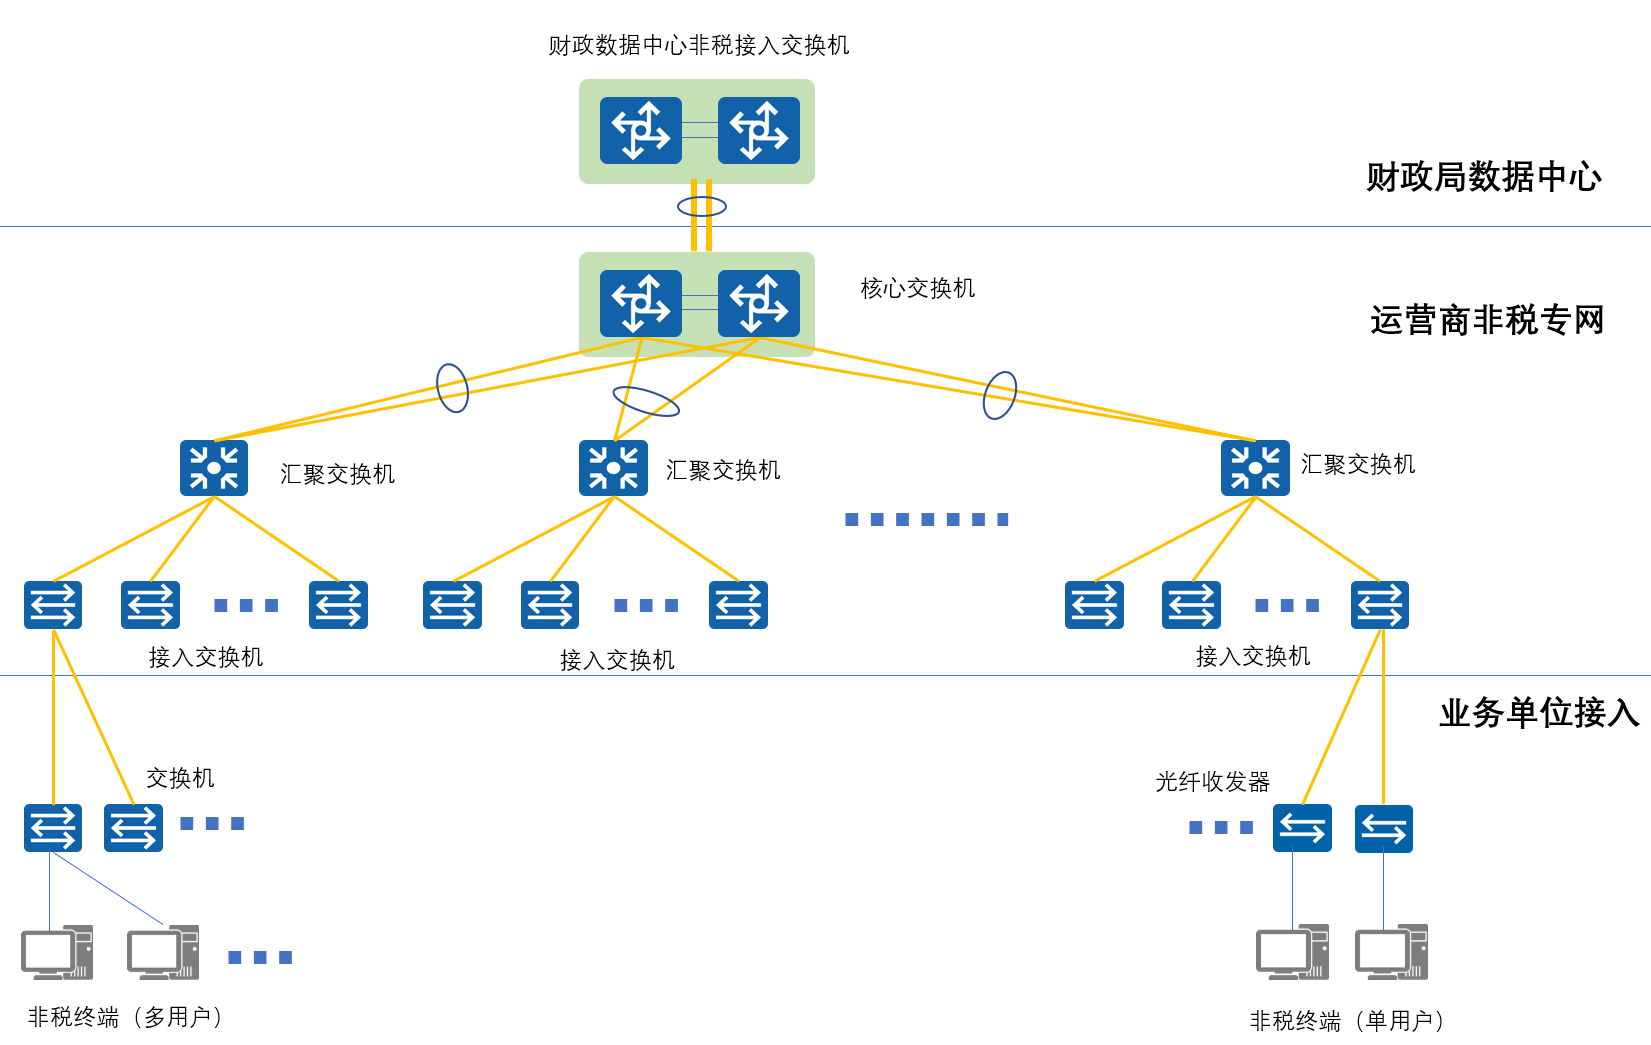 财政数据中心非税接入交换机
财政局数据中心
核心交换机
运营商非税专网
汇聚交换机
汇聚交换机
汇聚交换机
接入交换机
接入交换机
接入交换机
业务单位接入
交换机
光纤收发器
非税终端（多用户）
非税终端（单用户）